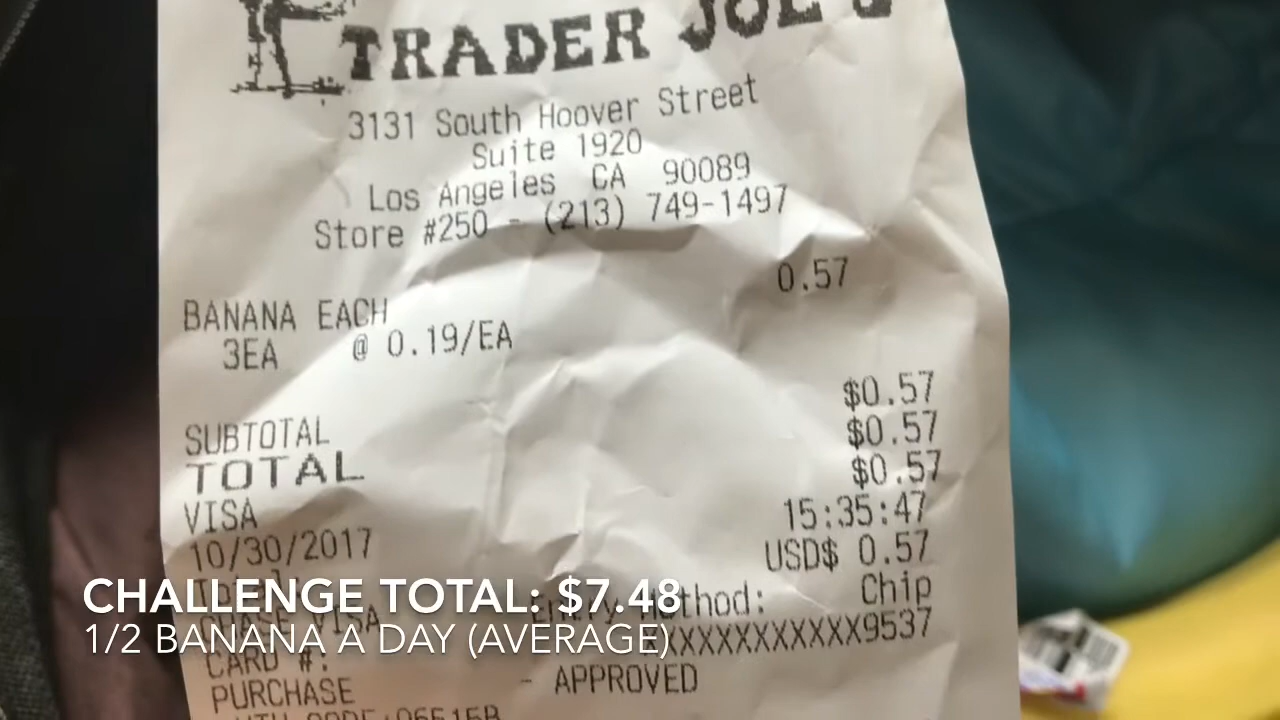 TRADER JOE'S
3131 South Hoover Street
Suite 1920
Los Angeles CA 90089
Store #250 - (213) 749-1497
BANANA EACH 0.57
3EA @ 0.19/EA
SUBTOTAL $0.57
TOTAL $0.57
VISA $0.57
10/30/2017 15:35:47
USD$ 0.57
Chip
CHALLENGE TOTAL: $7.48
1/2 BANANA A DAY (AVERAGE)
CARD #: XXXXXXXXXX9537
PURCHASE - APPROVED